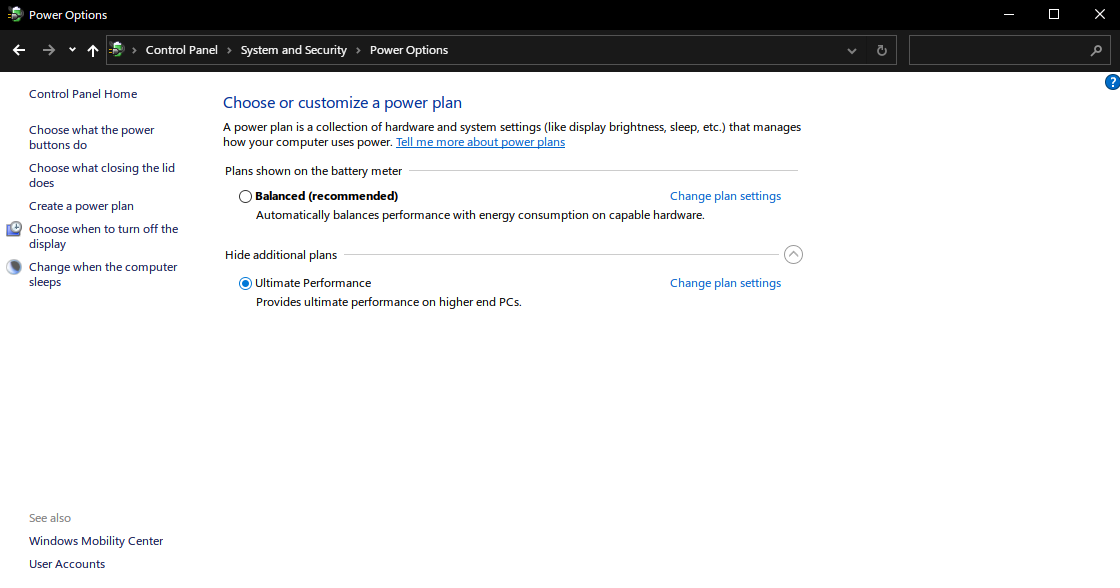 Power Options
Control Panel > System and Security > Power Options
Control Panel Home
Choose what the power
buttons do
Choose what closing the lid
does
Create a power plan
Choose when to turn off the
display
Change when the computer
sleeps
Choose or customize a power plan
A power plan is a collection of hardware and system settings (like display brightness, sleep, etc.) that manages
how your computer uses power. Tell me more about power plans
Plans shown on the battery meter
Balanced (recommended) Change plan settings
Automatically balances performance with energy consumption on capable hardware.
Hide additional plans
Ultimate Performance Change plan settings
Provides ultimate performance on higher end PCs.
See also
Windows Mobility Center
User Accounts